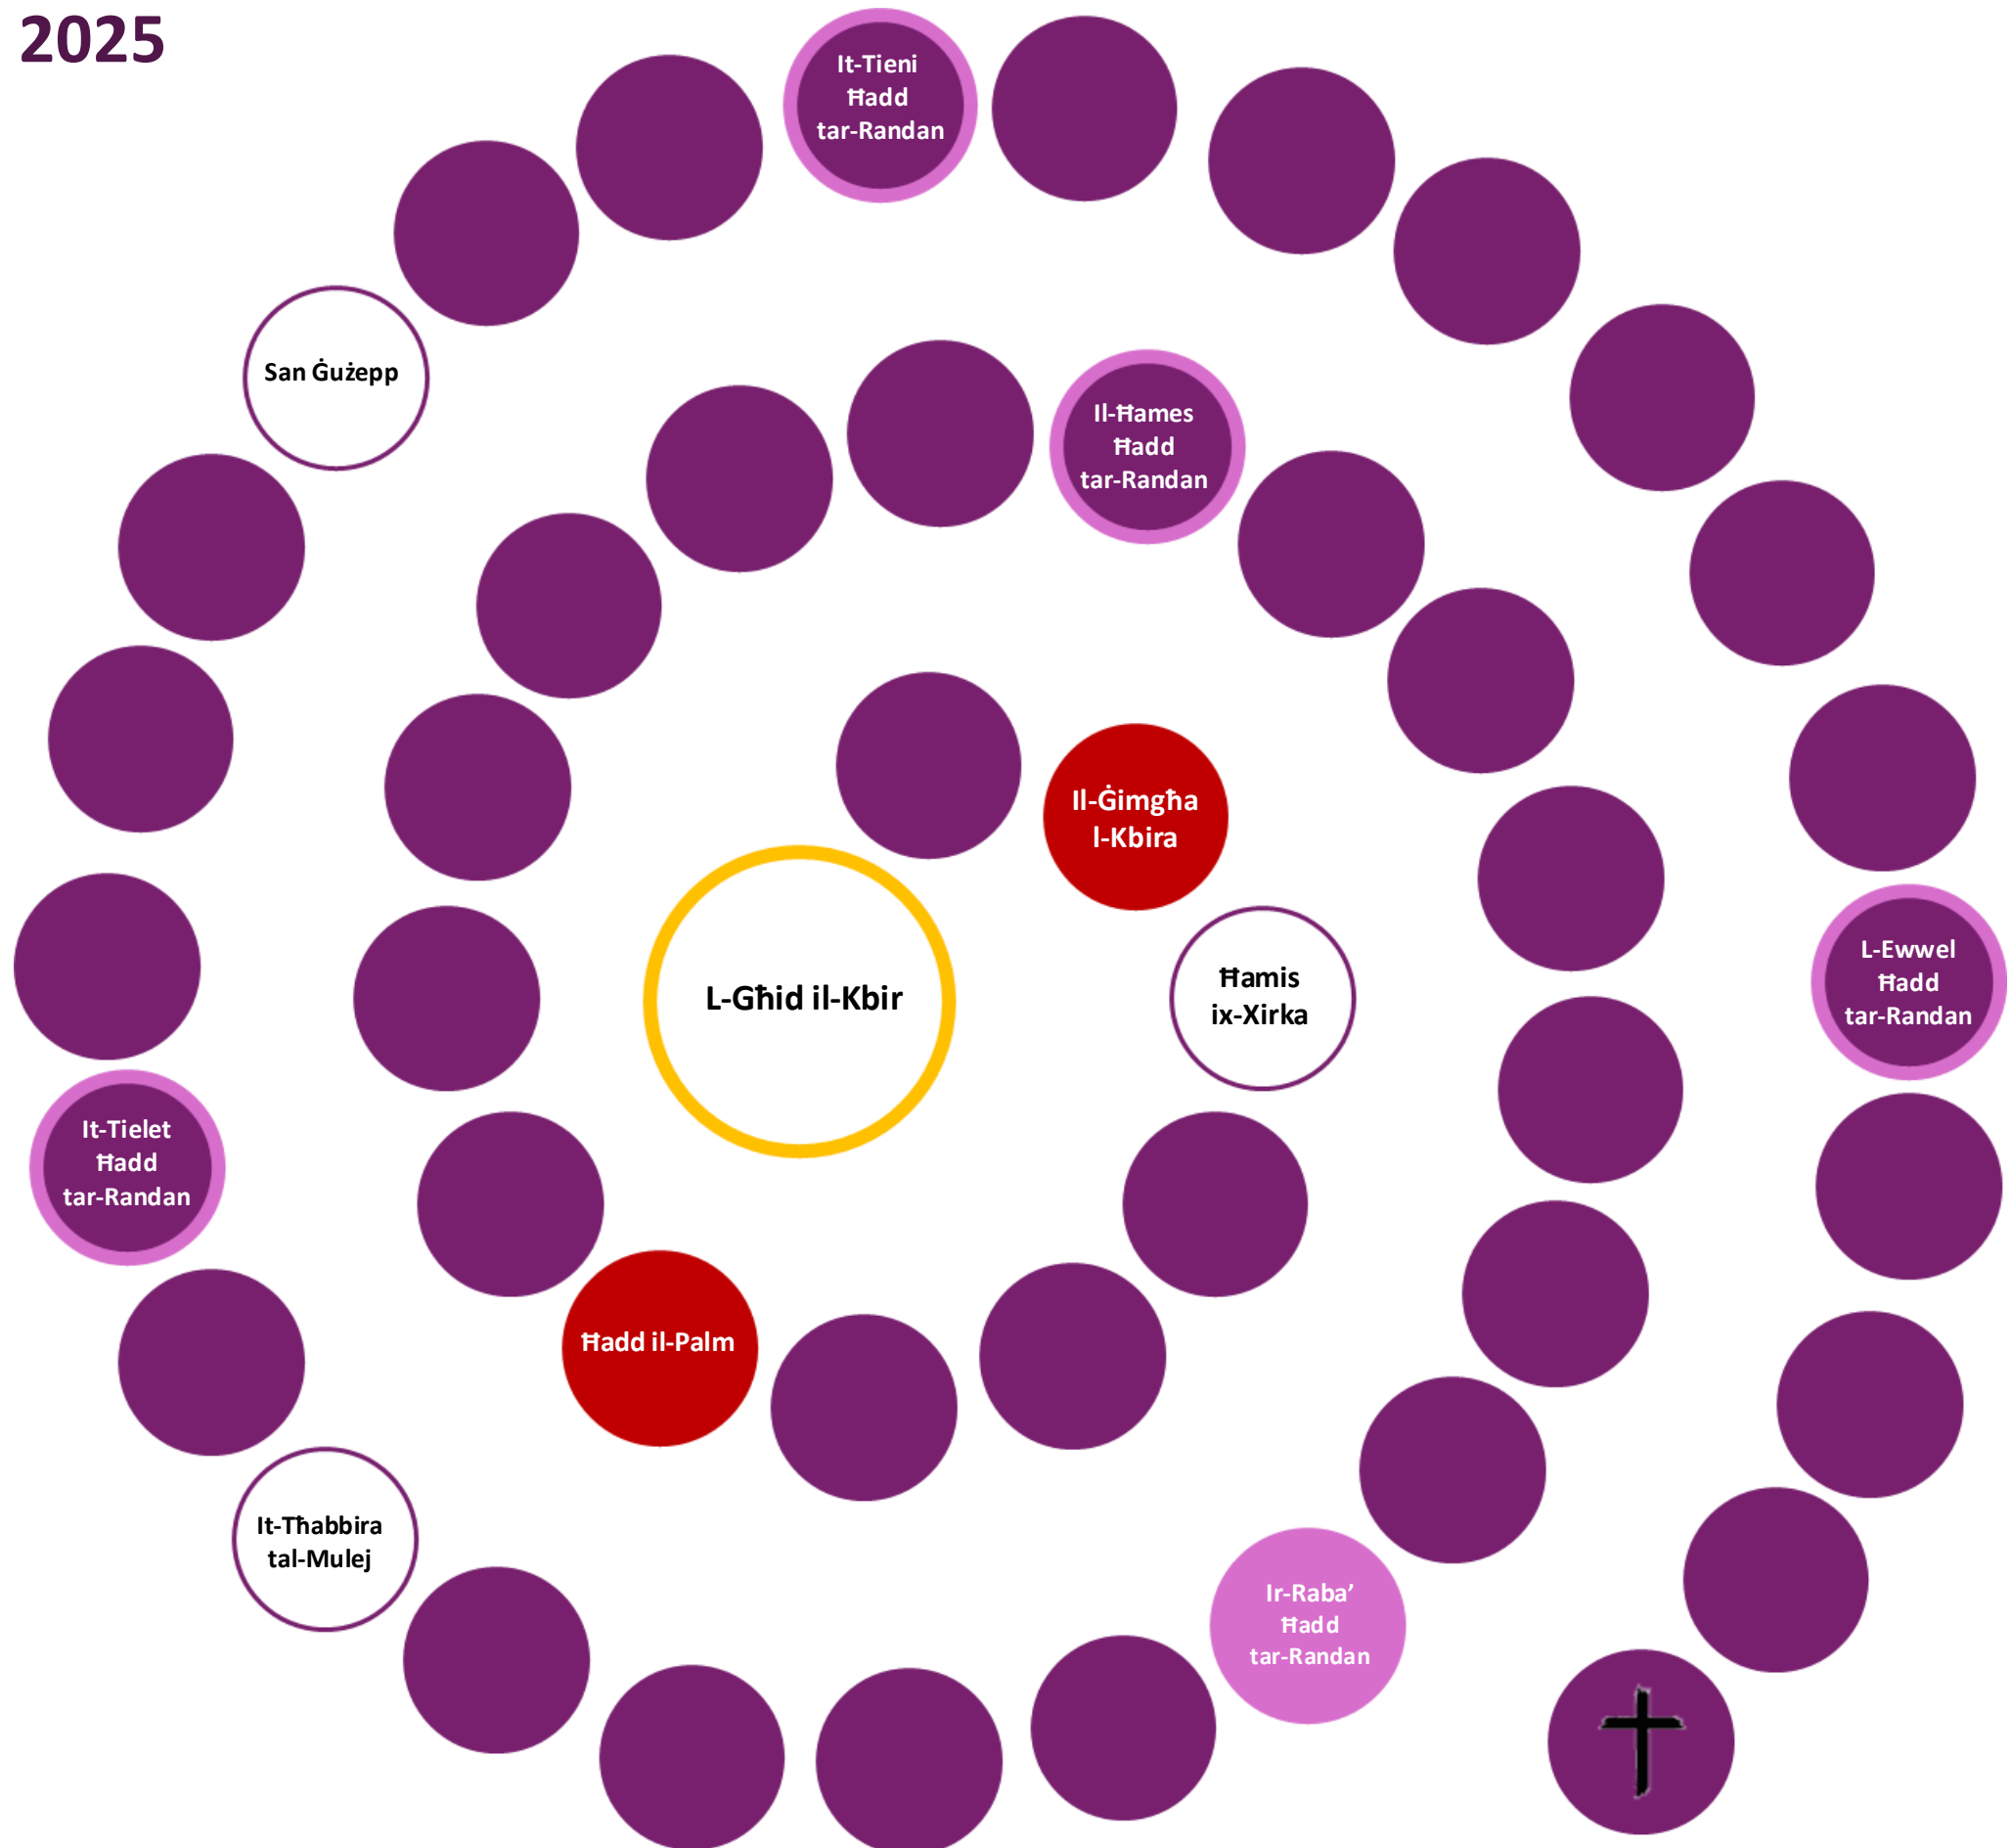 2025
It-Tieni
Ħadd
tar-Randan
San Ġużepp
Il-Ħames
Ħadd
tar-Randan
Il-Ġimgħa
l-Kbira
L-Għid il-Kbir
Ħamis
ix-Xirka
L-Ewwel
Ħadd
tar-Randan
It-Tielet
Ħadd
tar-Randan
Ħadd il-Palm
It-Tħabbira
tal-Mulej
Ir-Raba’
Ħadd
tar-Randan